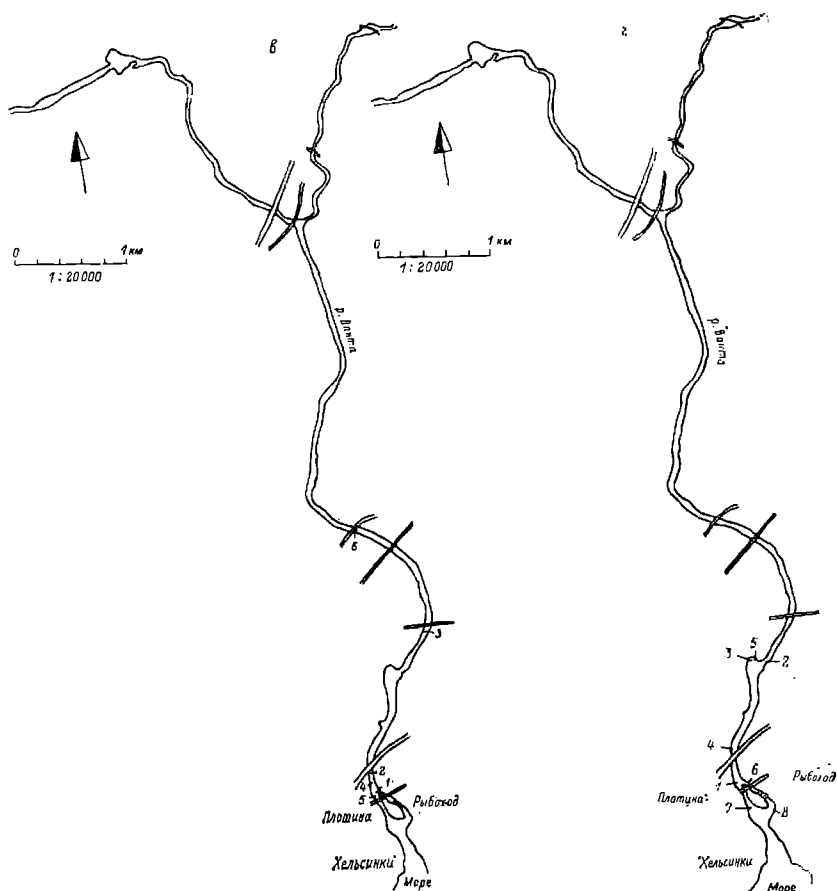 в
0 1 км
1:20000
р. Ванта
6
3
2
4 1
5
Рыбоход
Плотина
"Хельсинки"
Море
г
0 1 км
1:20000
р. Ванта
3 5 2
4
1 6
Рыбоход
Плотина
7 8
"Хельсинки
Море